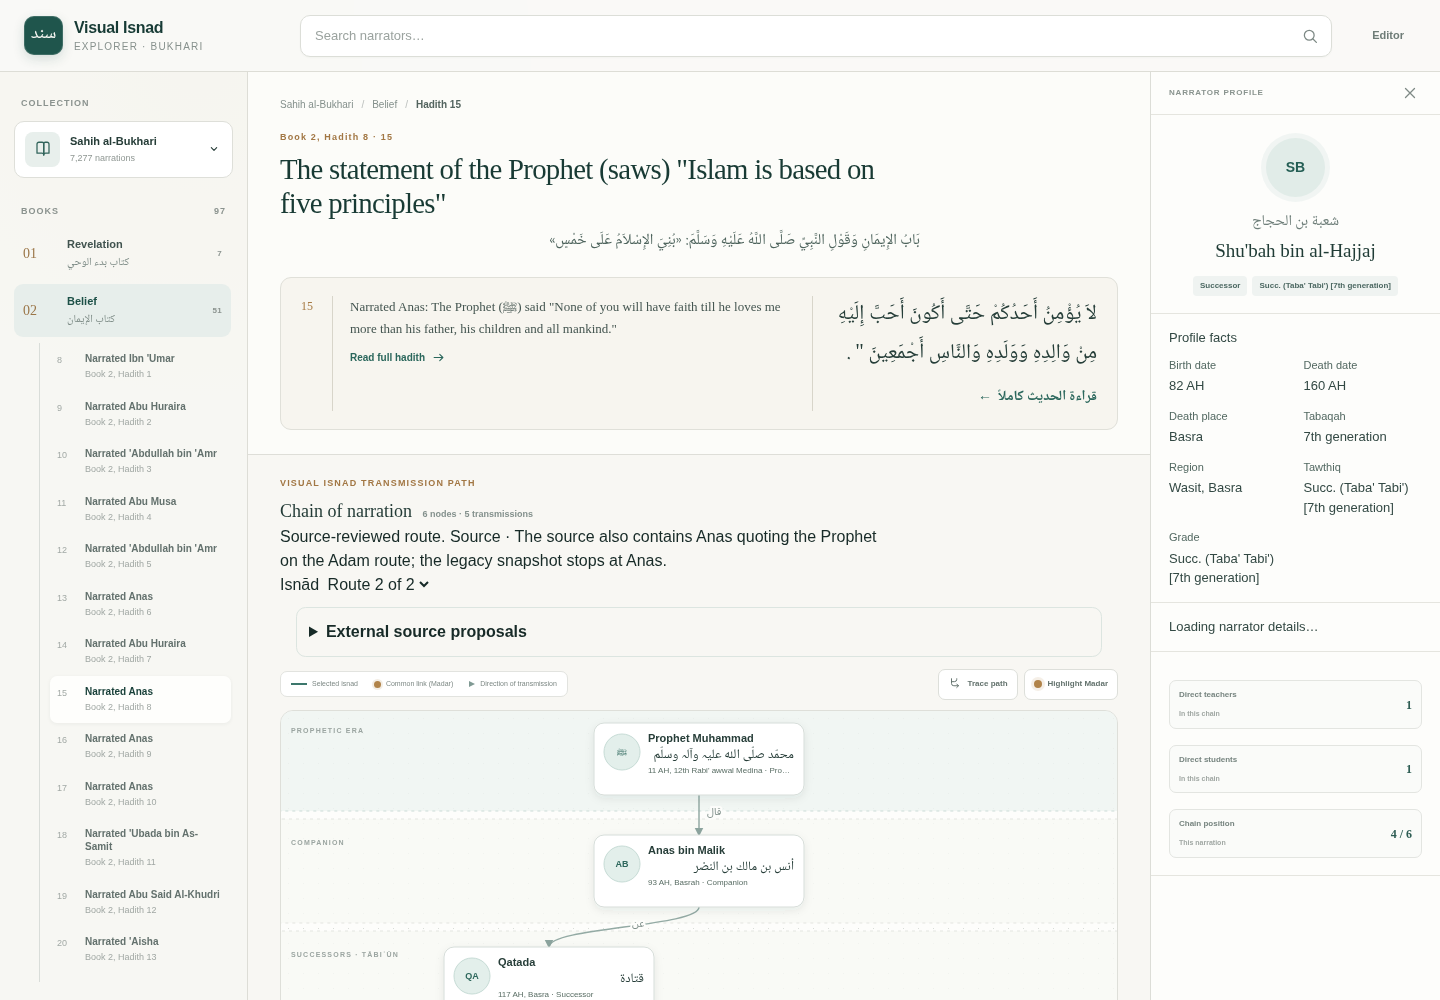 سند
Visual Isnad
EXPLORER · BUKHARI
Search narrators…
Editor
COLLECTION
Sahih al-Bukhari
7,277 narrations
BOOKS 97
01 Revelation 7
كتاب بدء الوحي
02 Belief 51
كتاب الإيمان
8 Narrated Ibn 'Umar
Book 2, Hadith 1
9 Narrated Abu Huraira
Book 2, Hadith 2
10 Narrated 'Abdullah bin 'Amr
Book 2, Hadith 3
11 Narrated Abu Musa
Book 2, Hadith 4
12 Narrated 'Abdullah bin 'Amr
Book 2, Hadith 5
13 Narrated Anas
Book 2, Hadith 6
14 Narrated Abu Huraira
Book 2, Hadith 7
15 Narrated Anas
Book 2, Hadith 8
16 Narrated Anas
Book 2, Hadith 9
17 Narrated Anas
Book 2, Hadith 10
18 Narrated 'Ubada bin As-
Samit
Book 2, Hadith 11
19 Narrated Abu Said Al-Khudri
Book 2, Hadith 12
20 Narrated 'Aisha
Book 2, Hadith 13
Sahih al-Bukhari / Belief / Hadith 15
Book 2, Hadith 8 · 15
The statement of the Prophet (saws) "Islam is based on
five principles"
بَابُ الإِيمَانِ وَقَوْلِ النَّبِيِّ صَلَّى اللَّهُ عَلَيْهِ وَسَلَّمَ: «بُنِيَ الإِسْلاَمُ عَلَى خَمْسٍ»
15
Narrated Anas: The Prophet (ﷺ) said "None of you will have faith till he loves me
more than his father, his children and all mankind."
Read full hadith →
لاَ يُؤْمِنُ أَحَدُكُمْ حَتَّى أَكُونَ أَحَبَّ إِلَيْهِ
مِنْ وَالِدِهِ وَوَلَدِهِ وَالنَّاسِ أَجْمَعِينَ " .
قراءة الحديث كاملاً ←
VISUAL ISNAD TRANSMISSION PATH
Chain of narration 6 nodes · 5 transmissions
Source-reviewed route. Source · The source also contains Anas quoting the Prophet
on the Adam route; the legacy snapshot stops at Anas.
Isnād Route 2 of 2
External source proposals
Selected isnad Common link (Madar) Direction of transmission
Trace path
Highlight Madar
PROPHETIC ERA
Prophet Muhammad
ﷺ
محمّد صلّى الله عليه وآله وسلّم
11 AH, 12th Rabi' awwal Medina · Pro…
قال
COMPANION
AB
Anas bin Malik
أنس بن مالك بن النضر
93 AH, Basrah · Companion
عن
SUCCESSORS · TĀBIʿŪN
QA
Qatada
قتادة
117 AH, Basra · Successor
NARRATOR PROFILE
SB
شعبة بن الحجاج
Shu'bah bin al-Hajjaj
Successor Succ. (Taba' Tabi') [7th generation]
Profile facts
Birth date
82 AH
Death date
160 AH
Death place
Basra
Tabaqah
7th generation
Region
Wasit, Basra
Tawthiq
Succ. (Taba' Tabi')
[7th generation]
Grade
Succ. (Taba' Tabi')
[7th generation]
Loading narrator details…
Direct teachers
In this chain
1
Direct students
In this chain
1
Chain position
This narration
4 / 6